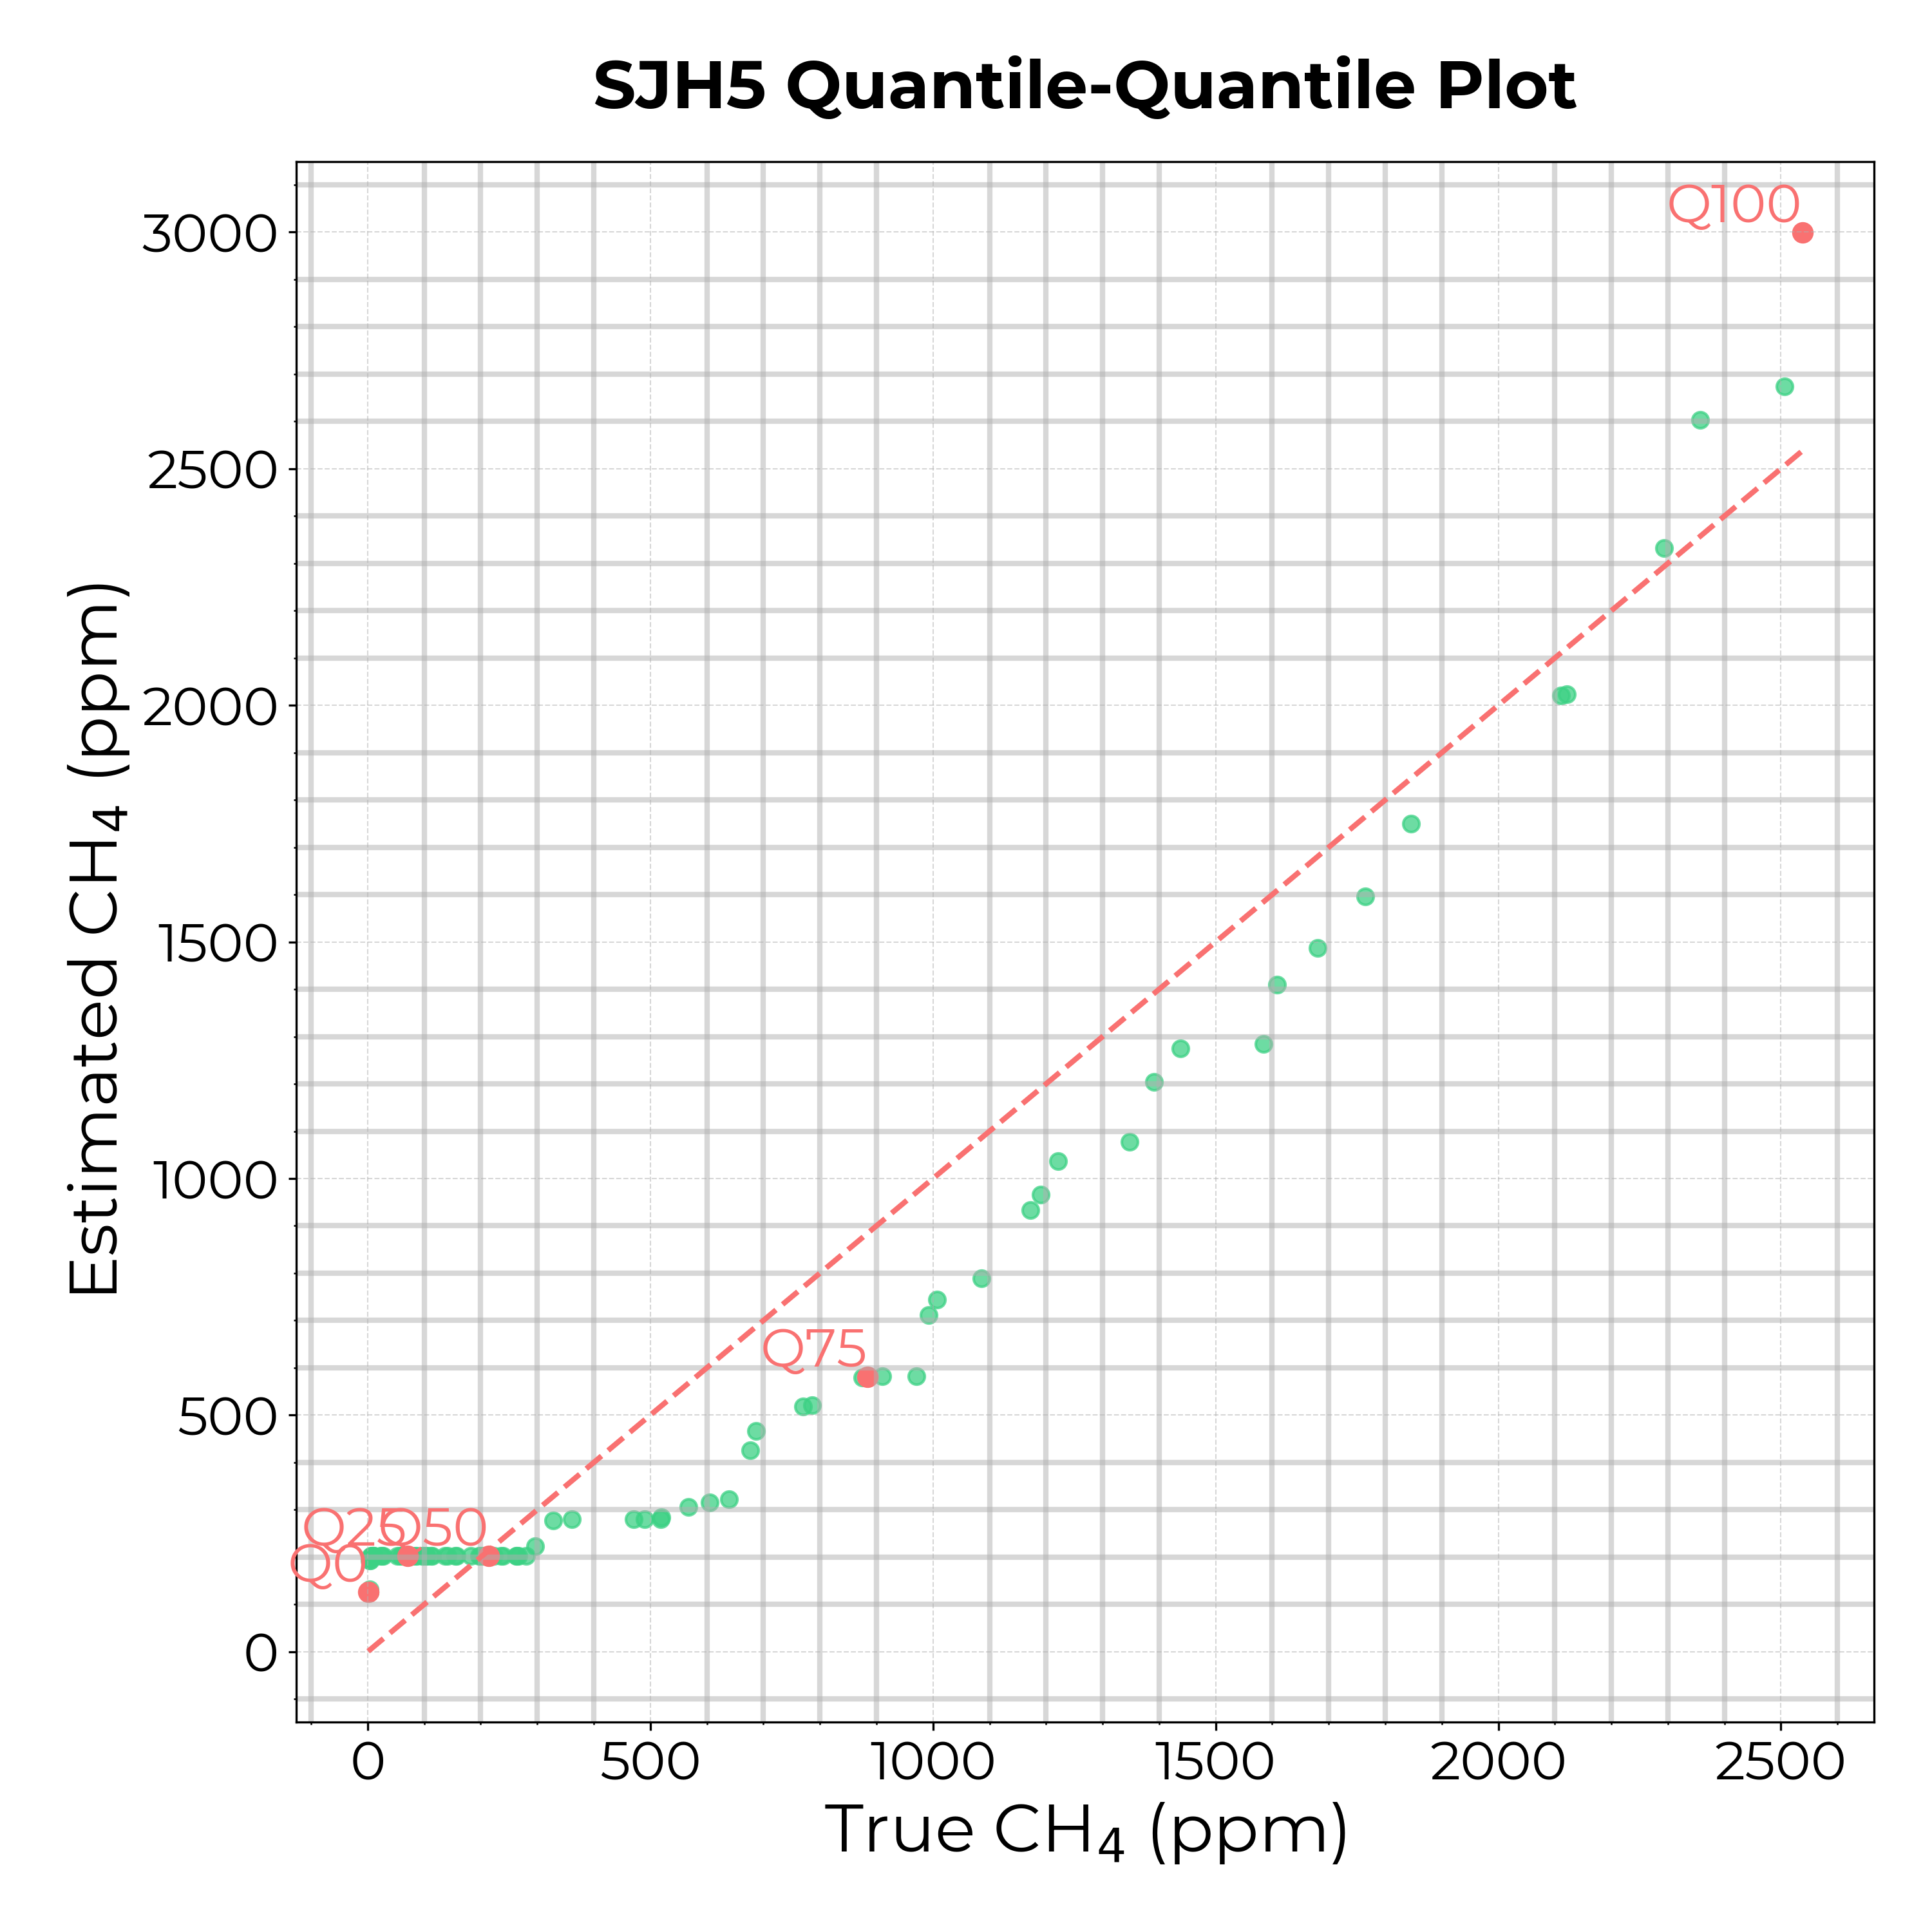 SJH5 Quantile-Quantile Plot
Estimated CH₄ (ppm)
3000
2500
2000
1500
1000
500
0
Q100
Q75
Q25
Q50
Q0
0 500 1000 1500 2000 2500
True CH₄ (ppm)